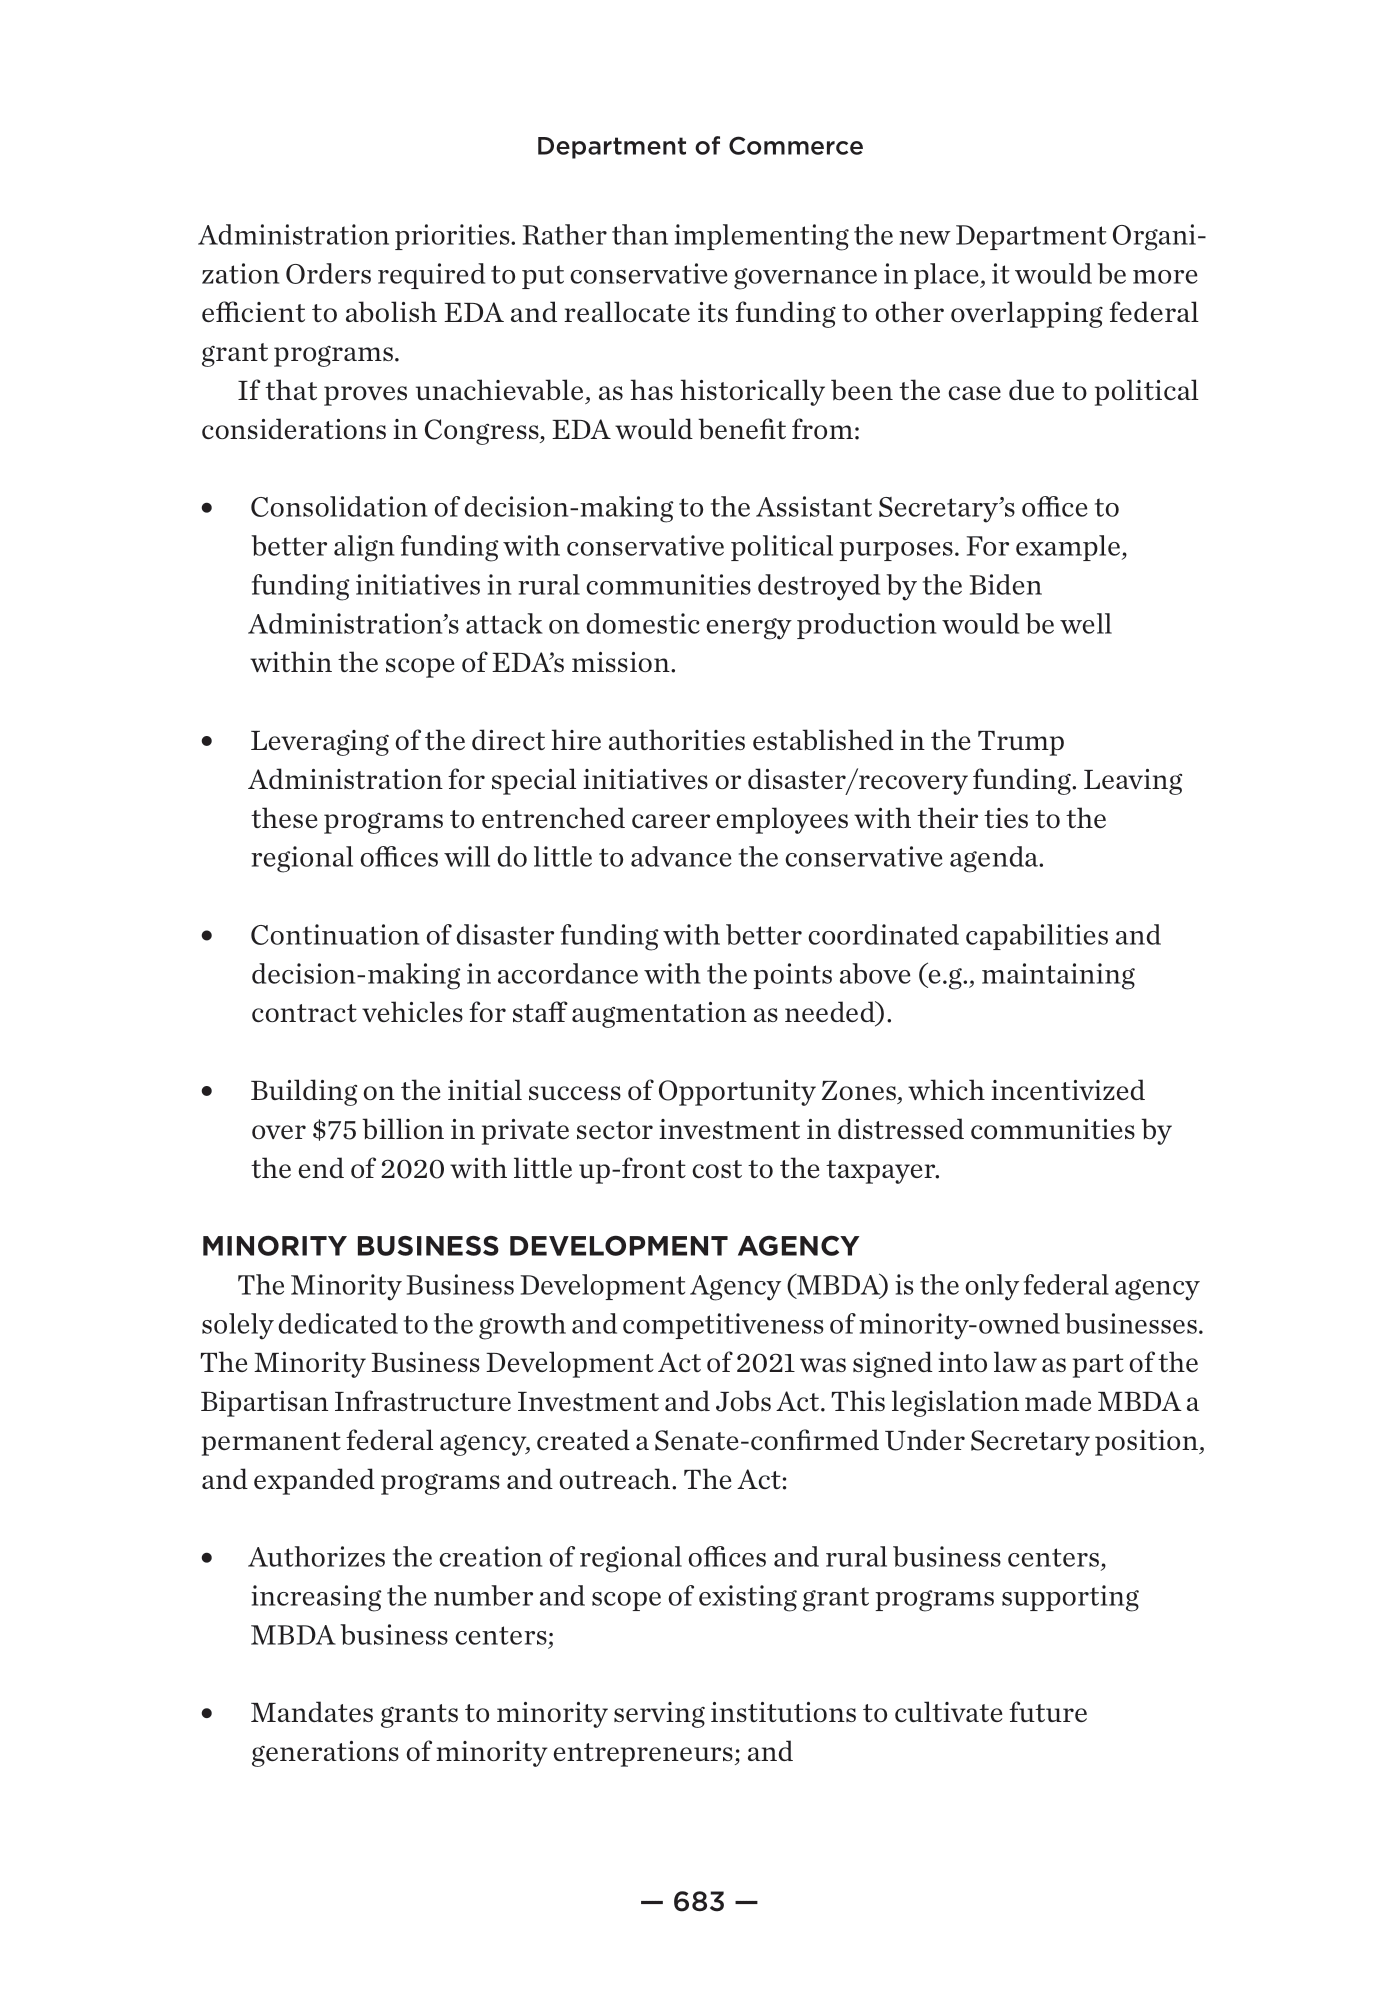 Department of Commerce
Administration priorities. Rather than implementing the new Department Organi-
zation Orders required to put conservative governance in place, it would be more
efficient to abolish EDA and reallocate its funding to other overlapping federal
grant programs.
If that proves unachievable, as has historically been the case due to political
considerations in Congress, EDA would benefit from:
• Consolidation of decision-making to the Assistant Secretary’s office to
better align funding with conservative political purposes. For example,
funding initiatives in rural communities destroyed by the Biden
Administration’s attack on domestic energy production would be well
within the scope of EDA’s mission.
• Leveraging of the direct hire authorities established in the Trump
Administration for special initiatives or disaster/recovery funding. Leaving
these programs to entrenched career employees with their ties to the
regional offices will do little to advance the conservative agenda.
• Continuation of disaster funding with better coordinated capabilities and
decision-making in accordance with the points above (e.g., maintaining
contract vehicles for staff augmentation as needed).
• Building on the initial success of Opportunity Zones, which incentivized
over $75 billion in private sector investment in distressed communities by
the end of 2020 with little up-front cost to the taxpayer.
MINORITY BUSINESS DEVELOPMENT AGENCY
The Minority Business Development Agency (MBDA) is the only federal agency
solely dedicated to the growth and competitiveness of minority-owned businesses.
The Minority Business Development Act of 2021 was signed into law as part of the
Bipartisan Infrastructure Investment and Jobs Act. This legislation made MBDA a
permanent federal agency, created a Senate-confirmed Under Secretary position,
and expanded programs and outreach. The Act:
• Authorizes the creation of regional offices and rural business centers,
increasing the number and scope of existing grant programs supporting
MBDA business centers;
• Mandates grants to minority serving institutions to cultivate future
generations of minority entrepreneurs; and
— 683 —